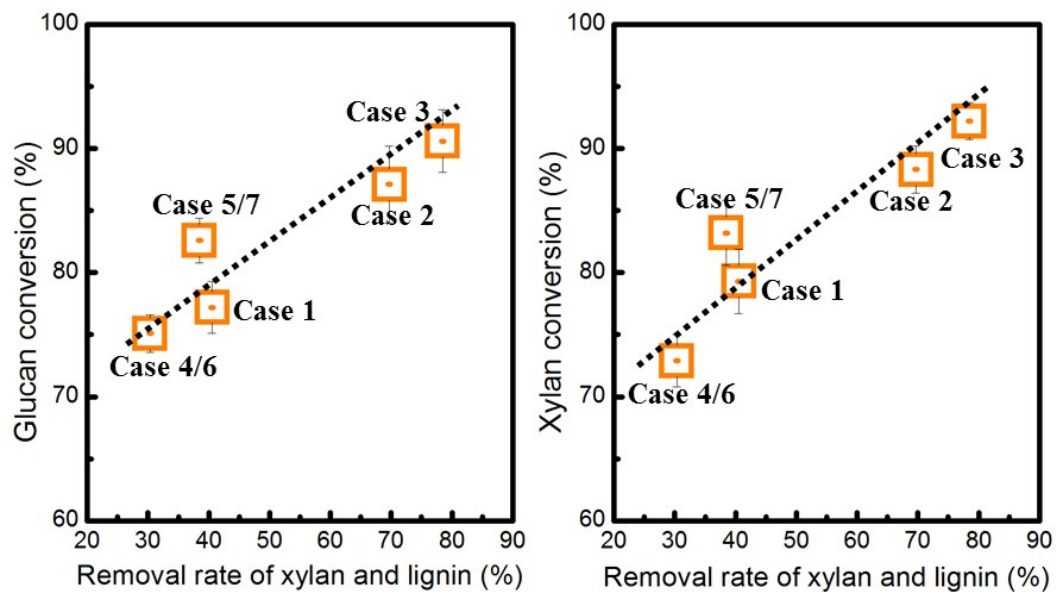 100
90
80
70
60
Glucan conversion (%)
Case 3
Case 5/7
Case 2
Case 1
Case 4/6
20 30 40 50 60 70 80 90
Removal rate of xylan and lignin (%)
100
90
80
70
60
Xylan conversion (%)
Case 3
Case 5/7
Case 2
Case 1
Case 4/6
20 30 40 50 60 70 80 90
Removal rate of xylan and lignin (%)